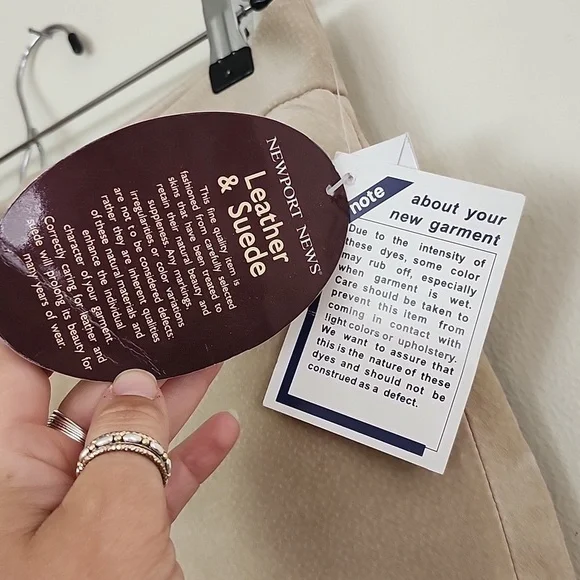 NEWPORT NEWS
Leather
& Suede
This fine quality item is
fashioned from carefully selected
skins that have been treated to
retain their natural beauty and
suppleness. Any markings,
irregularities, or color variations
are not to be considered defects:
rather they are inherent qualities
of these natural materials and
enhance the individual
character of your garment.
Correctly caring for leather and
suede will prolong its beauty for
many years of wear.
note
about your
new garment
Due to the intensity of
these dyes, some color
may rub off, especially
when garment is wet.
Care should be taken to
prevent this item from
coming in contact with
light colors or upholstery.
We want to assure that
this is the nature of these
dyes and should not be
construed as a defect.